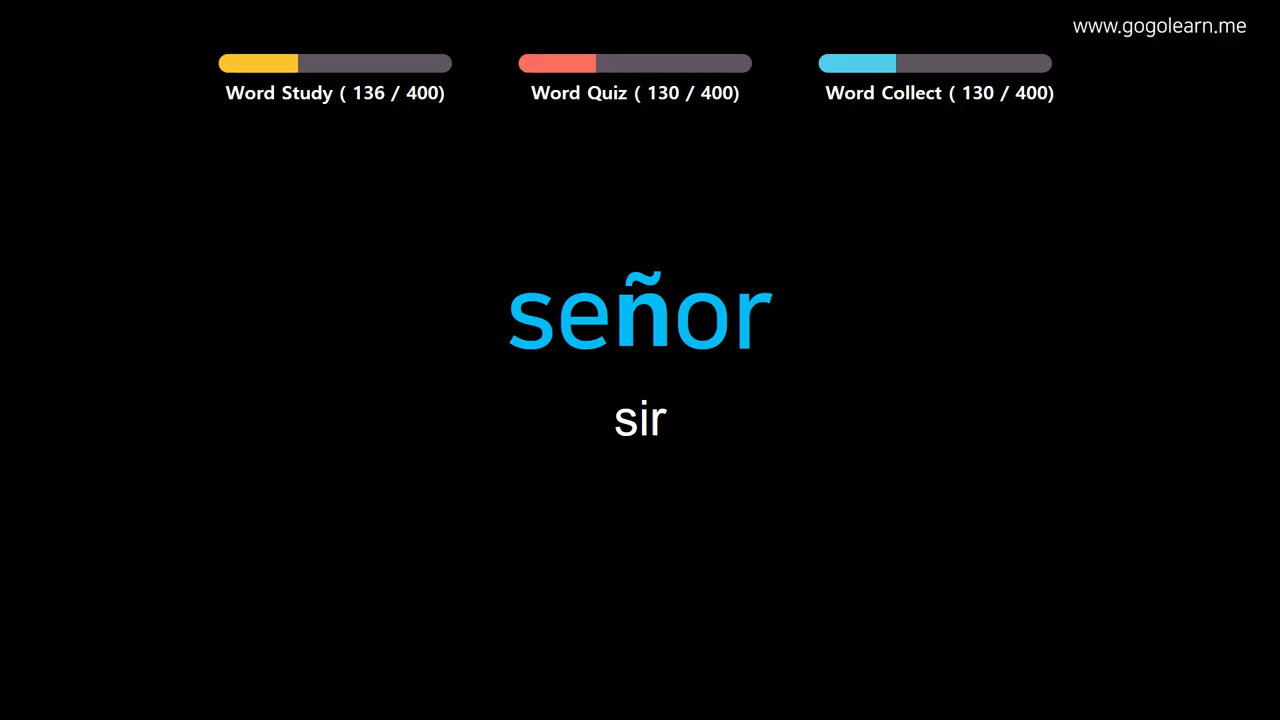 www.gogolearn.me
Word Study ( 136 / 400)
Word Quiz ( 130 / 400)
Word Collect ( 130 / 400)
señor
sir